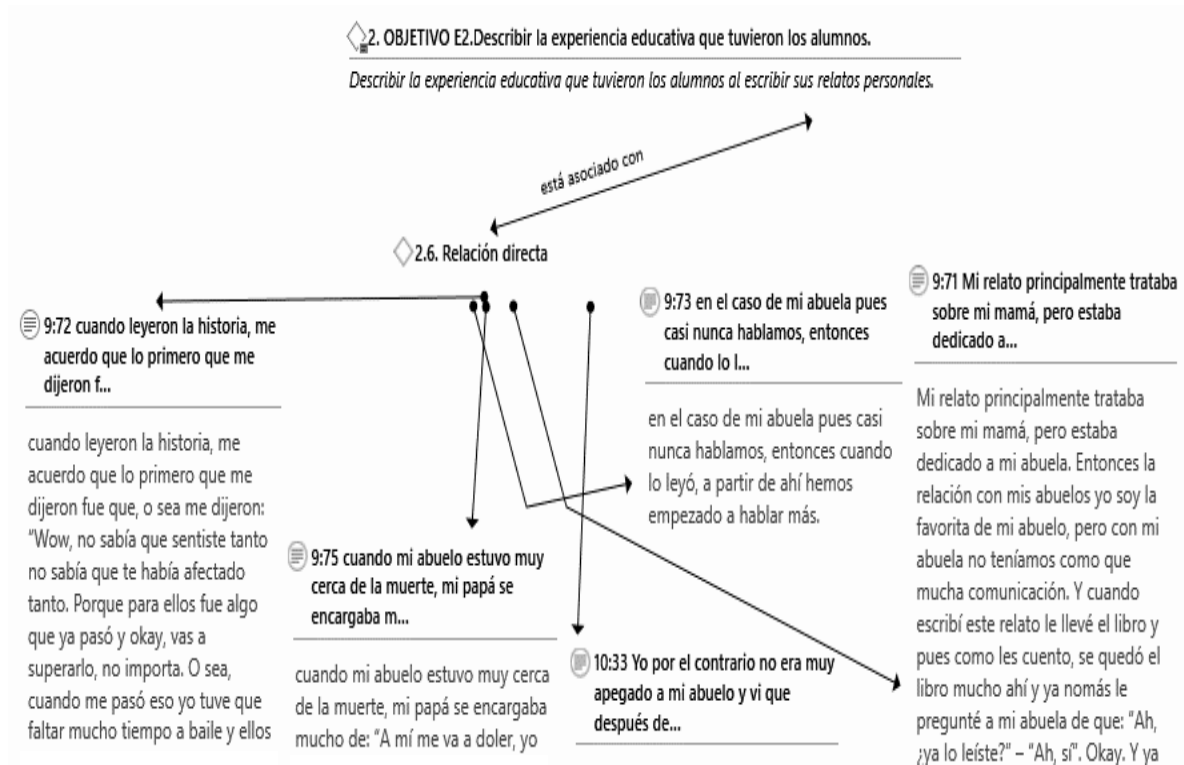 2. OBJETIVO E2.Describir la experiencia educativa que tuvieron los alumnos.
Describir la experiencia educativa que tuvieron los alumnos al escribir sus relatos personales.
está asociado con
2.6. Relación directa
9:72 cuando leyeron la historia, me
acuerdo que lo primero que me
dijeron f...
cuando leyeron la historia, me
acuerdo que lo primero que me
dijeron fue que, o sea me dijeron:
"Wow, no sabía que sentiste tanto
no sabía que te había afectado
tanto. Porque para ellos fue algo
que ya pasó y okay, vas a
superarlo, no importa. O sea,
cuando me pasó eso yo tuve que
faltar mucho tiempo a baile y ellos
9:75 cuando mi abuelo estuvo muy
cerca de la muerte, mi papá se
encargaba m...
cuando mi abuelo estuvo muy cerca
de la muerte, mi papá se encargaba
mucho de: "A mí me va a doler, yo
10:33 Yo por el contrario no era muy
apegado a mi abuelo y vi que
después de...
9:73 en el caso de mi abuela pues
casi nunca hablamos, entonces
cuando lo l...
en el caso de mi abuela pues casi
nunca hablamos, entonces cuando
lo leyó, a partir de ahí hemos
empezado a hablar más.
9:71 Mi relato principalmente trataba
sobre mi mamá, pero estaba
dedicado a...
Mi relato principalmente trataba
sobre mi mamá, pero estaba
dedicado a mi abuela. Entonces la
relación con mis abuelos yo soy la
favorita de mi abuelo, pero con mi
abuela no teníamos como que
mucha comunicación. Y cuando
escribí este relato le llevé el libro y
pues como les cuento, se quedó el
libro mucho ahí y ya nomás le
pregunté a mi abuela de que: "Ah,
¿ya lo leíste?" – "Ah, sí". Okay. Y ya